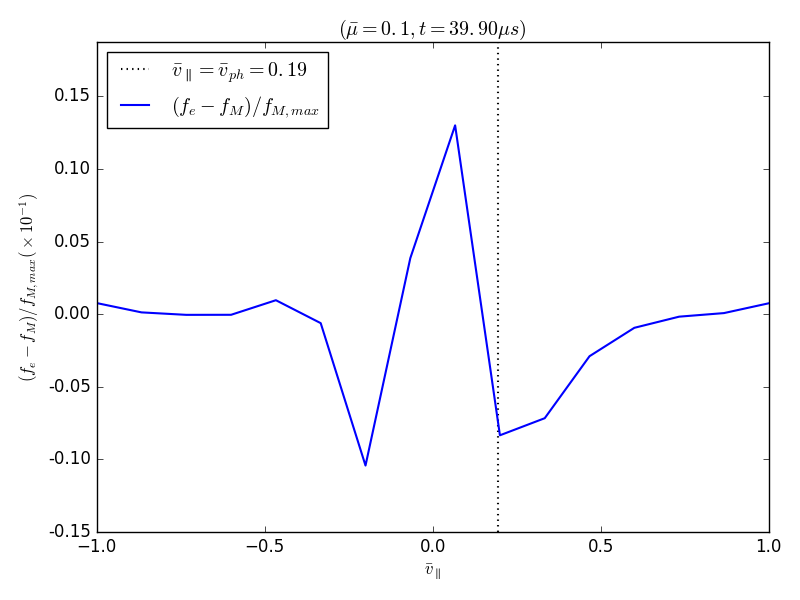 (μ̄ = 0.1, t = 39.90μs)
v̄∥ = v̄ph = 0.19
(fe − fM)/fM,max
(fe − fM)/fM,max(×10⁻¹)
0.15
0.10
0.05
0.00
-0.05
-0.10
-0.15
−1.0 −0.5 0.0 0.5 1.0
v̄∥